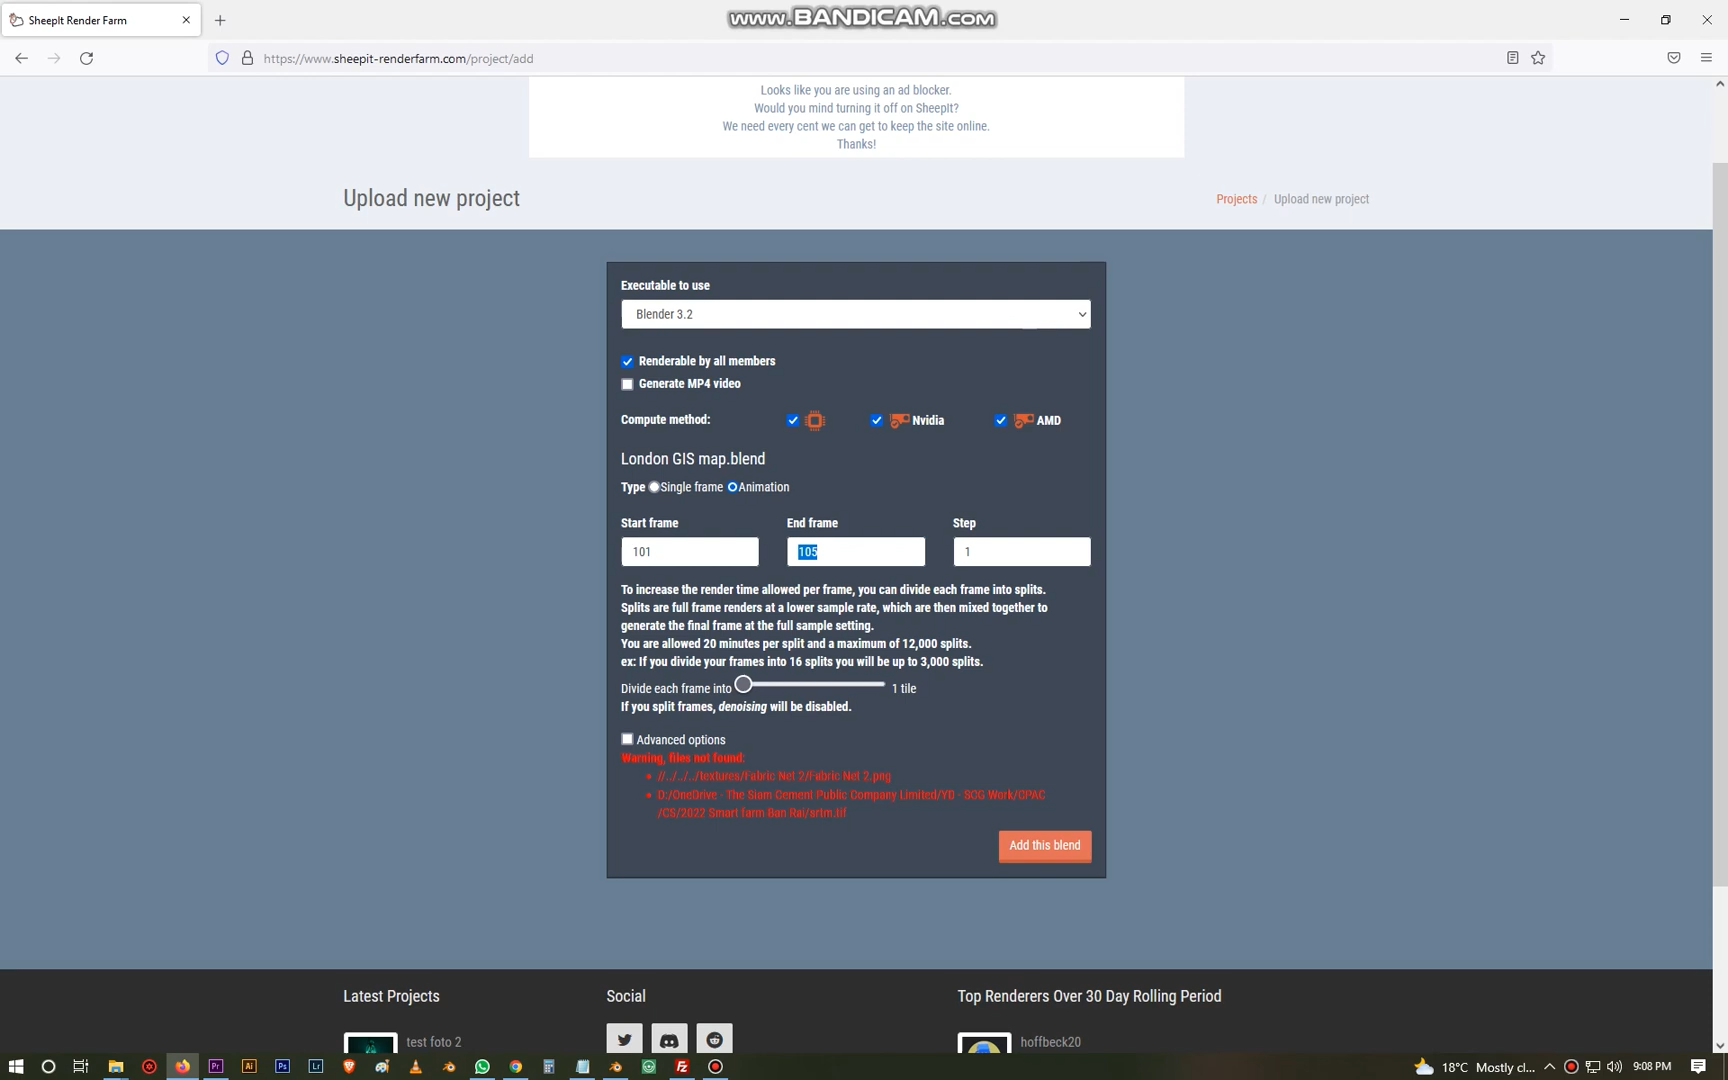 SheepIt Render Farm
www.BANDICAM.com
https://www.sheepit-renderfarm.com/project/add
Looks like you are using an ad blocker.
Would you mind turning it off on SheepIt?
We need every cent we can get to keep the site online.
Thanks!
Upload new project
Projects / Upload new project
Executable to use
Blender 3.2
Renderable by all members
Generate MP4 video
Compute method: Nvidia AMD
London GIS map.blend
Type Single frame Animation
Start frame End frame Step
101 105 1
To increase the render time allowed per frame, you can divide each frame into splits.
Splits are full frame renders at a lower sample rate, which are then mixed together to
generate the final frame at the full sample setting.
You are allowed 20 minutes per split and a maximum of 12,000 splits.
ex: If you divide your frames into 16 splits you will be up to 3,000 splits.
Divide each frame into 1 tile
If you split frames, denoising will be disabled.
Advanced options
Warning, files not found:
//../../../textures/Fabric Net 2/Fabric Net 2.png
D:/OneDrive - The Siam Cement Public Company Limited/YD - SCG Work/CPAC
/CS/2022 Smart farm Ban Rai/srtm.tif
Add this blend
Latest Projects Social Top Renderers Over 30 Day Rolling Period
test foto 2 hoffbeck20
18°C Mostly cl... 9:08 PM